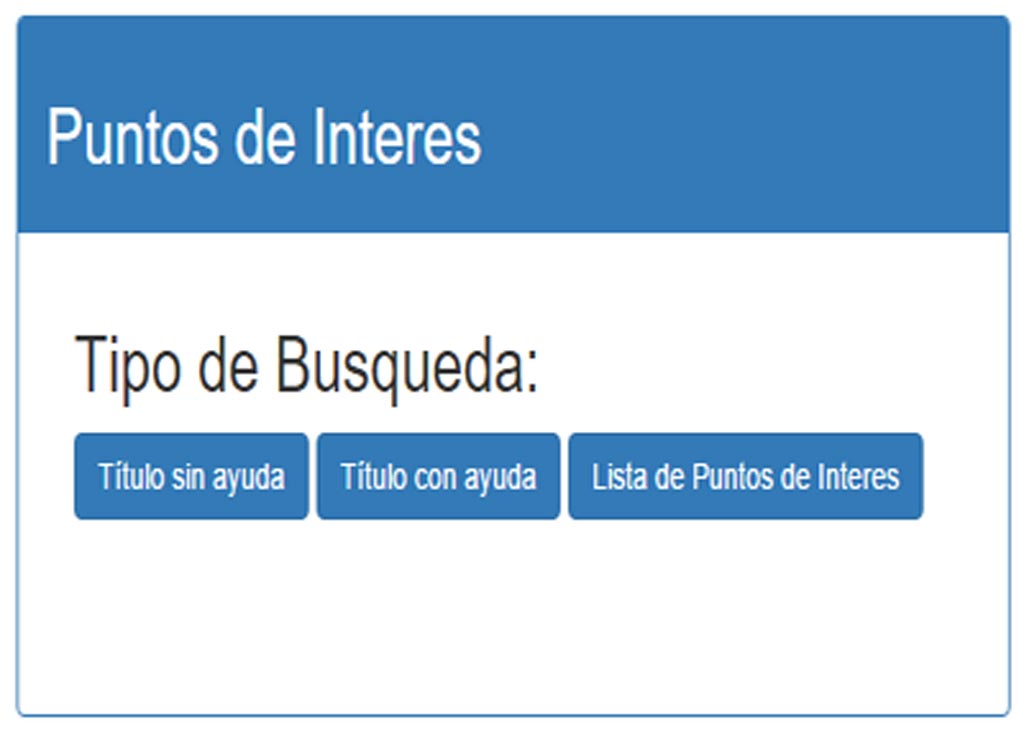 Puntos de Interes
Tipo de Busqueda:
Título sin ayuda Título con ayuda Lista de Puntos de Interes